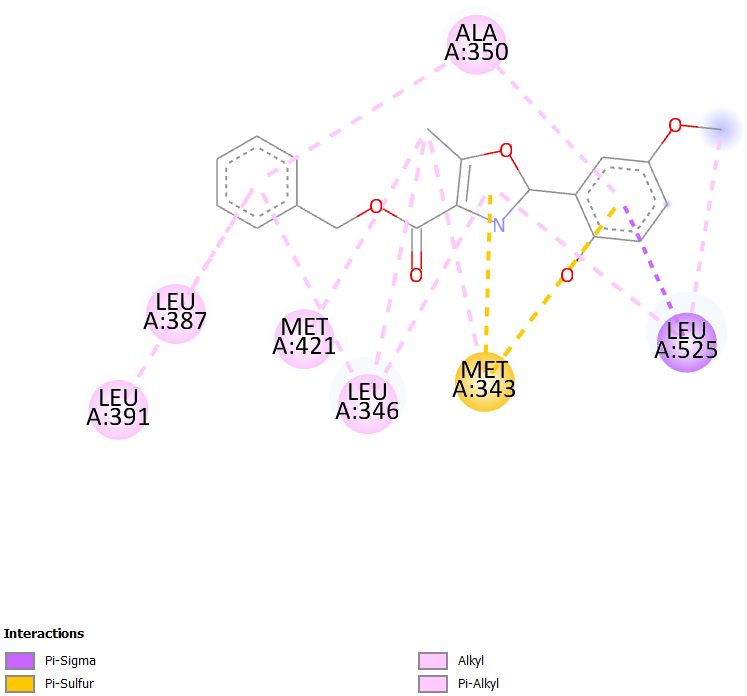 ALA
A:350
O
O
O
N
O
O
LEU
A:387
MET
A:421
LEU
A:525
MET
A:343
LEU
A:346
LEU
A:391
Interactions
Pi-Sigma
Pi-Sulfur
Alkyl
Pi-Alkyl